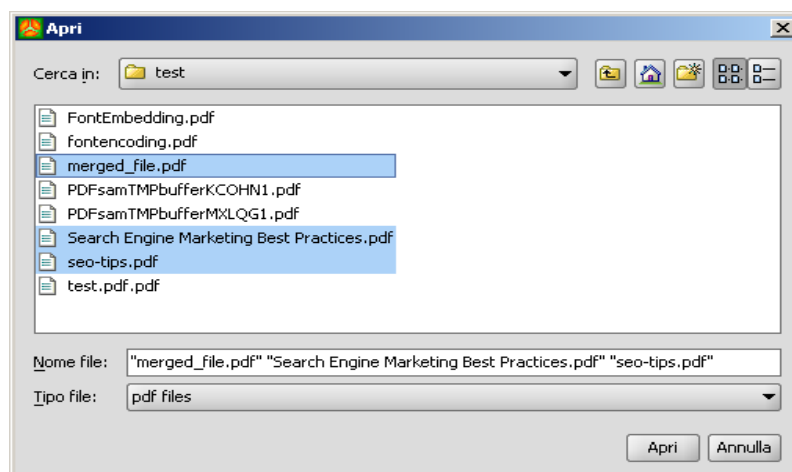 Apri
Cerca in: test
FontEmbedding.pdf
fontencoding.pdf
merged_file.pdf
PDFsamTMPbufferKCOHN1.pdf
PDFsamTMPbufferMXLQG1.pdf
Search Engine Marketing Best Practices.pdf
seo-tips.pdf
test.pdf.pdf
Nome file: "merged_file.pdf" "Search Engine Marketing Best Practices.pdf" "seo-tips.pdf"
Tipo file: pdf files
Apri Annulla